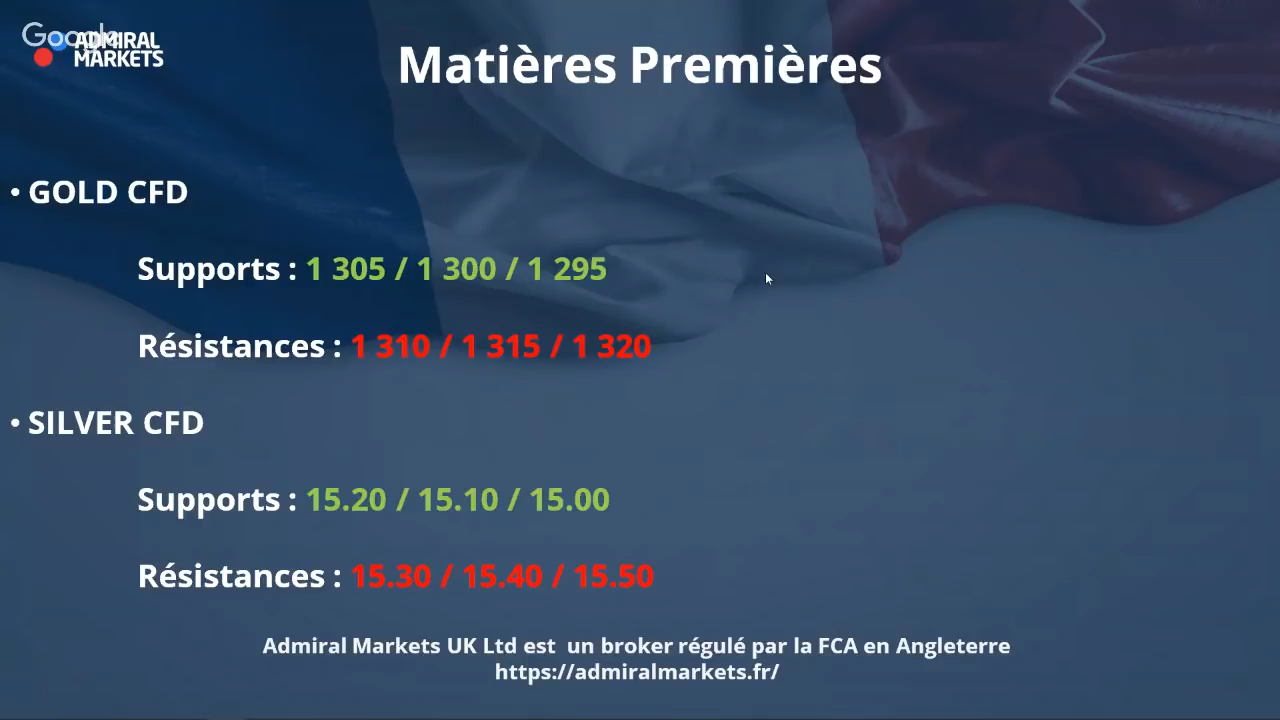 Google
ADMIRAL
MARKETS
Matières Premières
• GOLD CFD
Supports : 1 305 / 1 300 / 1 295
Résistances : 1 310 / 1 315 / 1 320
• SILVER CFD
Supports : 15.20 / 15.10 / 15.00
Résistances : 15.30 / 15.40 / 15.50
Admiral Markets UK Ltd est  un broker régulé par la FCA en Angleterre
https://admiralmarkets.fr/